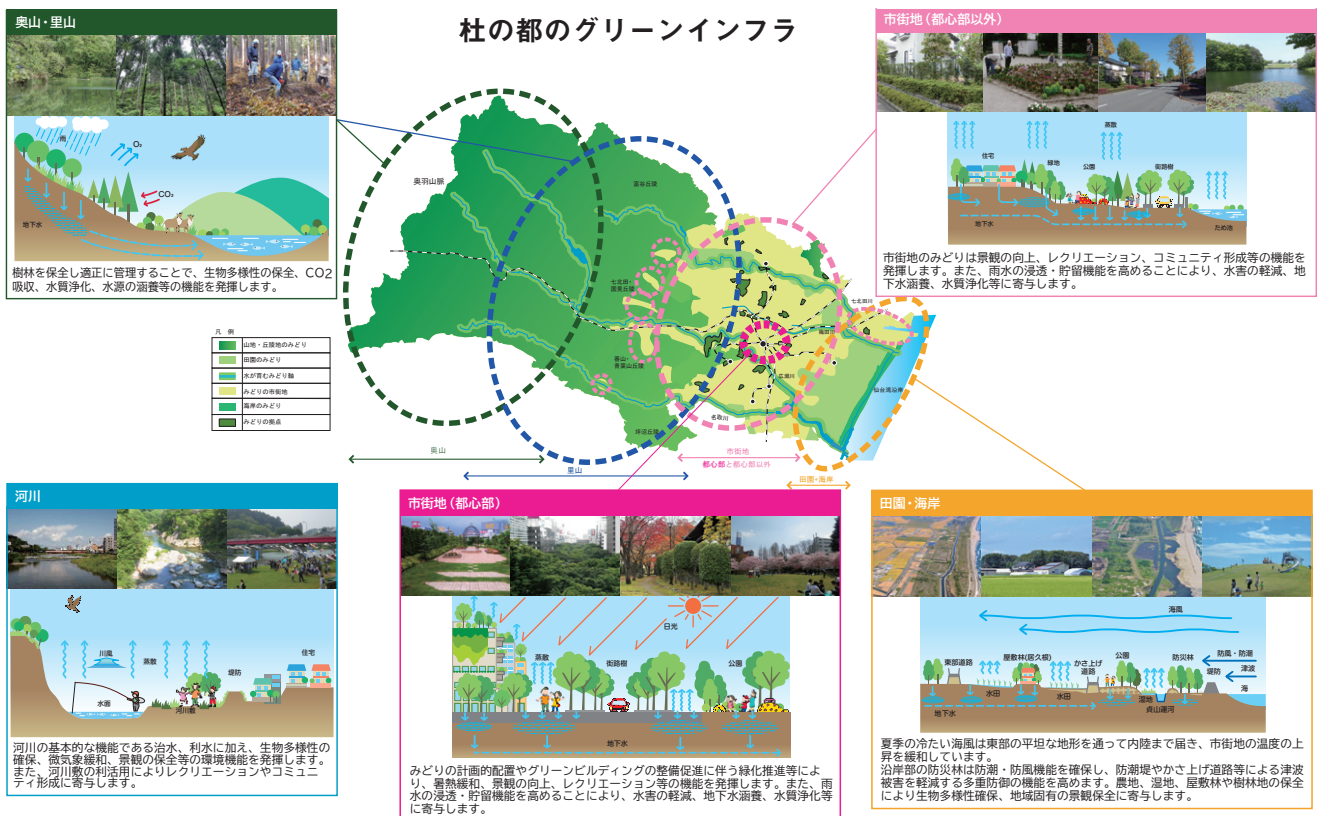 杜の都のグリーンインフラ
奥山・里山
雨
O₂
CO₂
地下水
樹林を保全し適正に管理することで、生物多様性の保全、CO2
吸収、水質浄化、水源の涵養等の機能を発揮します。
市街地（都心部以外）
蒸散
住宅
緑地
公園
街路樹
地下水
ため池
市街地のみどりは景観の向上、レクリエーション、コミュニティ形成等の機能を
発揮します。また、雨水の浸透・貯留機能を高めることにより、水害の軽減、地
下水涵養、水質浄化等に寄与します。
奥羽山脈
富谷丘陵
七北田・
国見丘陵
七北田川
梅田川
蕃山・
青葉山丘陵
広瀬川
仙台湾沿岸
名取川
坪沼丘陵
凡 例
山地・丘陵地のみどり
田園のみどり
水が育むみどり軸
みどりの市街地
海岸のみどり
みどりの拠点
奥山
里山
市街地
都心部と都心部以外
田園・海岸
河川
川風
蒸散
住宅
堤防
水面
河川敷
河川の基本的な機能である治水、利水に加え、生物多様性の
確保、微気象緩和、景観の保全等の環境機能を発揮します。
また、河川敷の利活用によりレクリエーションやコミュニ
ティ形成に寄与します。
市街地（都心部）
日光
蒸散
街路樹
公園
地下水
みどりの計画的配置やグリーンビルディングの整備促進に伴う緑化推進等によ
り、暑熱緩和、景観の向上、レクリエーション等の機能を発揮します。また、雨
水の浸透・貯留機能を高めることにより、水害の軽減、地下水涵養、水質浄化等
に寄与します。
田園・海岸
海風
東部道路
屋敷林(居久根)
かさ上げ
道路
公園
防災林
防風・防潮
堤防
津波
海
水田
水田
湿地
貞山運河
地下水
夏季の冷たい海風は東部の平坦な地形を通って内陸まで届き、市街地の温度の上
昇を緩和しています。
沿岸部の防災林は防潮・防風機能を確保し、防潮堤やかさ上げ道路等による津波
被害を軽減する多重防御の機能を高めます。農地、湿地、屋敷林や樹林地の保全
により生物多様性確保、地域固有の景観保全に寄与します。